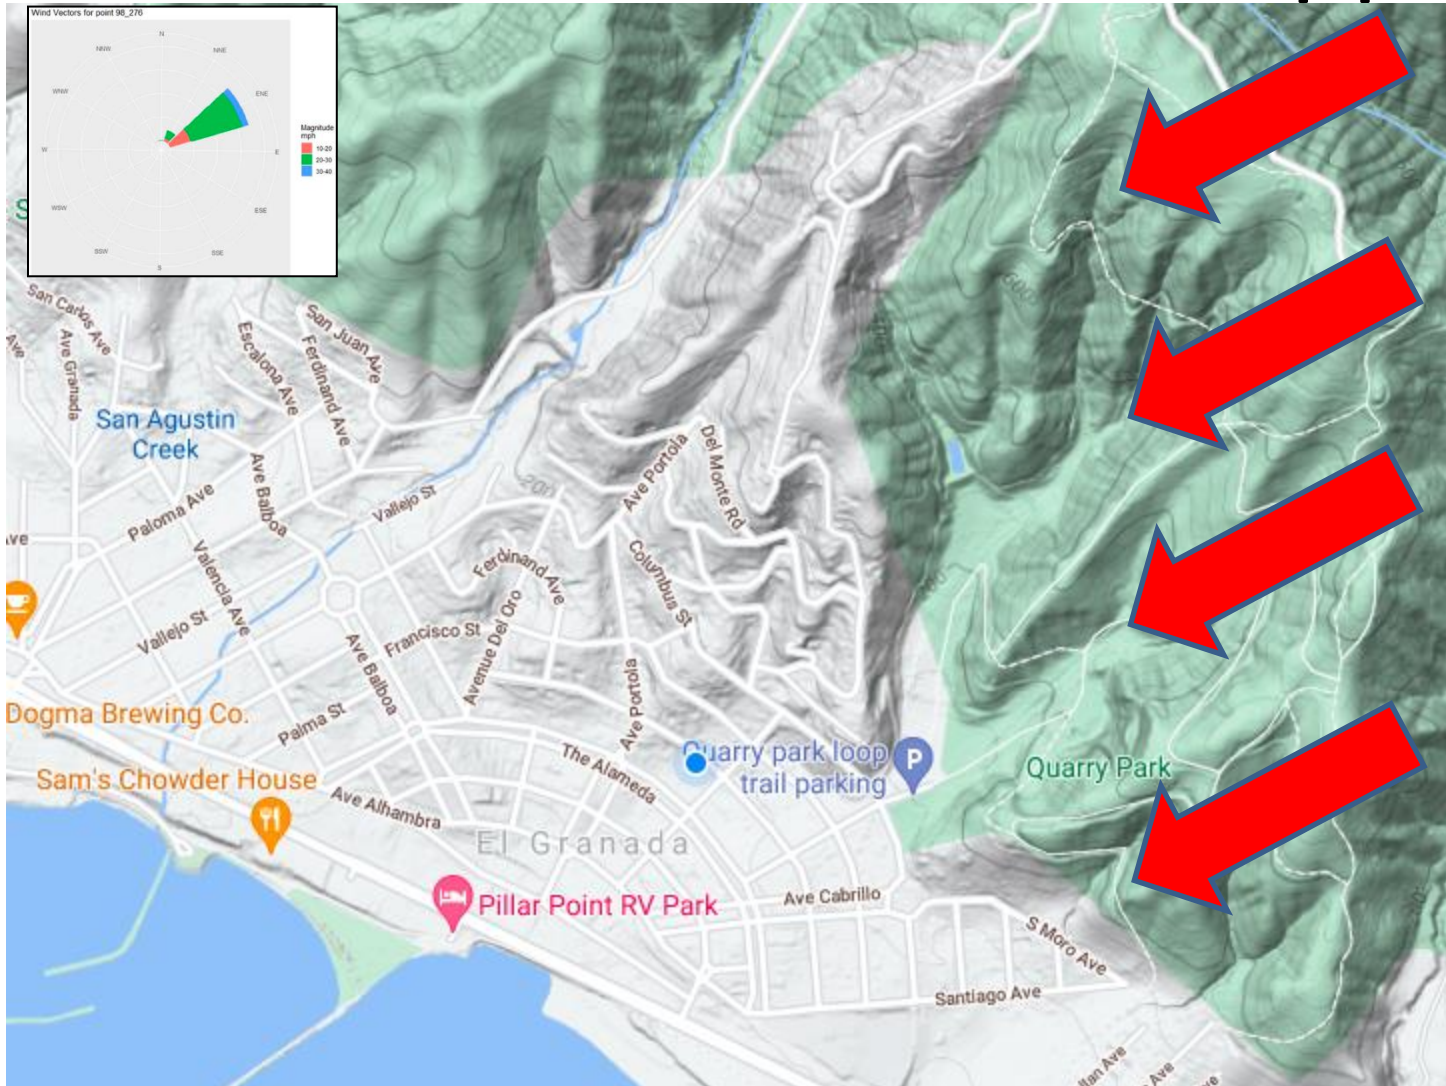 Wind Vectors for point 98_276
N
NNW
NNE
WNW
ENE
Magnitude
mph
10-20
20-30
30-40
W
E
WSW
ESE
SSW
SSE
S
S
San Carlos Ave
Ave
Ave Granada
Escalona Ave
Ferdinand Ave
San Juan Ave
San Agustin
Creek
Paloma Ave
Ave Balboa
Vallejo St
Ave Portola
Del Monte Rd
200
600
Valencia Ave
Ferdinand Ave
Columbus St
Vallejo St
Ave Balboa
Francisco St
Avenue Del Oro
Ave Portola
Dogma Brewing Co.
Palma St
The Alameda
Quarry park loop
trail parking
P
Quarry Park
Sam's Chowder House
Ave Alhambra
El Granada
Pillar Point RV Park
Ave Cabrillo
S Moro Ave
Santiago Ave
Ave